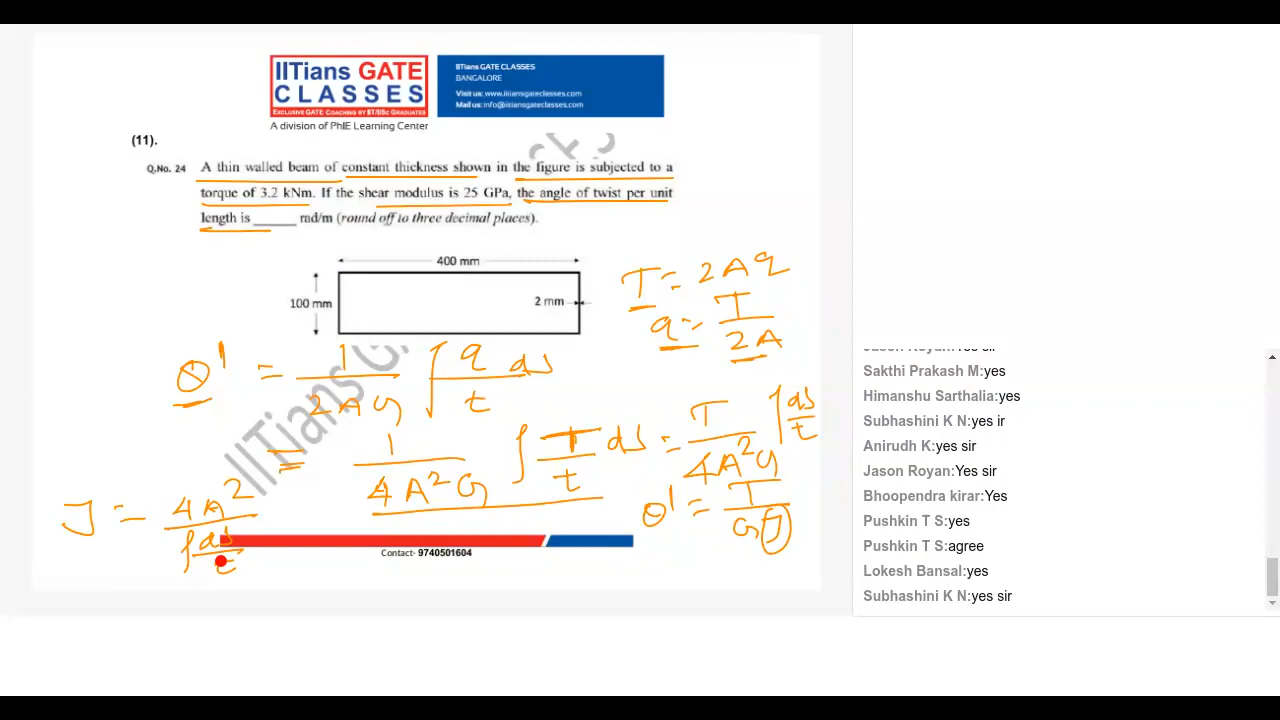 IITians GATE
CLASSES
EXCLUSIVE GATE COACHING BY IIT/IISc GRADUATES
A division of PhIE Learning Center
IITians GATE CLASSES
BANGALORE
Visit us: www.iitiansgateclasses.com
Mail us: info@iitiansgateclasses.com
(11).
Q.No. 24 A thin walled beam of constant thickness shown in the figure is subjected to a
torque of 3.2 kNm. If the shear modulus is 25 GPa, the angle of twist per unit
length is ______ rad/m (round off to three decimal places).
400 mm
100 mm
2 mm
T = 2Aq
q = T / 2A
θ' = 1 / 2AG ∫ q / t ds
= 1 / 4A²G ∫ T / t ds = T / 4A²G ∫ ds / t
J = 4A² / ∫ ds / t
θ' = T / GJ
IITians G
Contact- 9740501604
Jason Royan:Yes sir
Sakthi Prakash M:yes
Himanshu Sarthalia:yes
Subhashini K N:yes ir
Anirudh K:yes sir
Jason Royan:Yes sir
Bhoopendra kirar:Yes
Pushkin T S:yes
Pushkin T S:agree
Lokesh Bansal:yes
Subhashini K N:yes sir